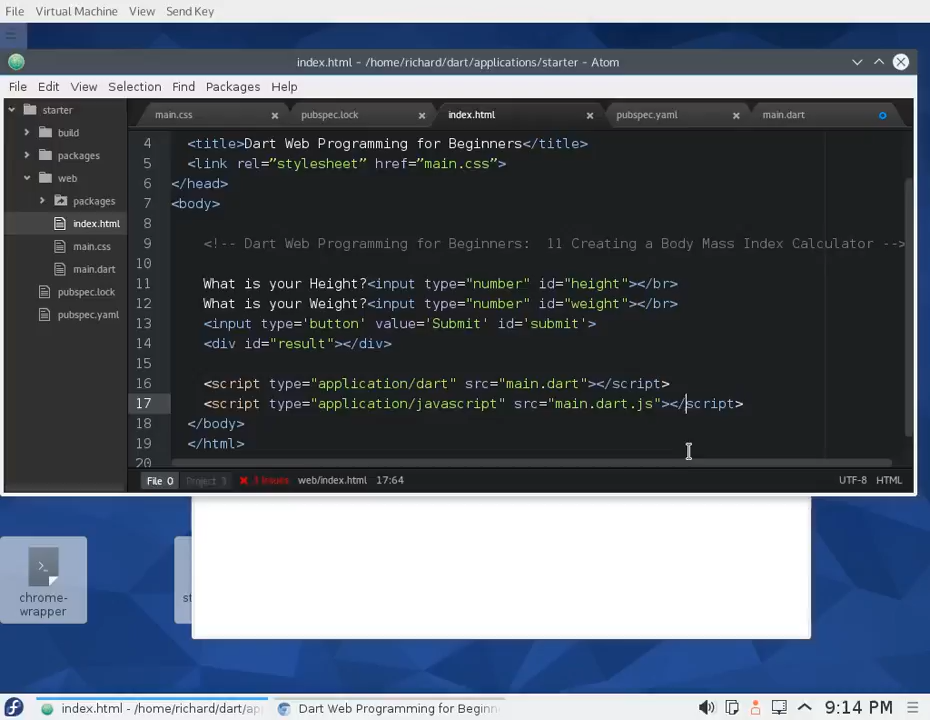 File Virtual Machine View Send Key
index.html - /home/richard/dart/applications/starter - Atom
File Edit View Selection Find Packages Help
starter
build
packages
web
packages
index.html
main.css
main.dart
pubspec.lock
pubspec.yaml
main.css pubspec.lock index.html pubspec.yaml main.dart
4 <title>Dart Web Programming for Beginners</title>
5 <link rel=”stylesheet” href=”main.css”>
6 </head>
7 <body>
8
9 <!-- Dart Web Programming for Beginners:  11 Creating a Body Mass Index Calculator -->
10
11 What is your Height?<input type="number" id="height"></br>
12 What is your Weight?<input type="number" id="weight"></br>
13 <input type='button' value='Submit' id='submit'>
14 <div id="result"></div>
15
16 <script type="application/dart" src="main.dart"></script>
17 <script type="application/javascript" src="main.dart.js"></script>
18 </body>
19 </html>
20
File 0 Project 3 3 Issues web/index.html 17:64 UTF-8 HTML
chrome-
wrapper
st
index.html - /home/richard/dart/ap Dart Web Programming for Beginn 9:14 PM